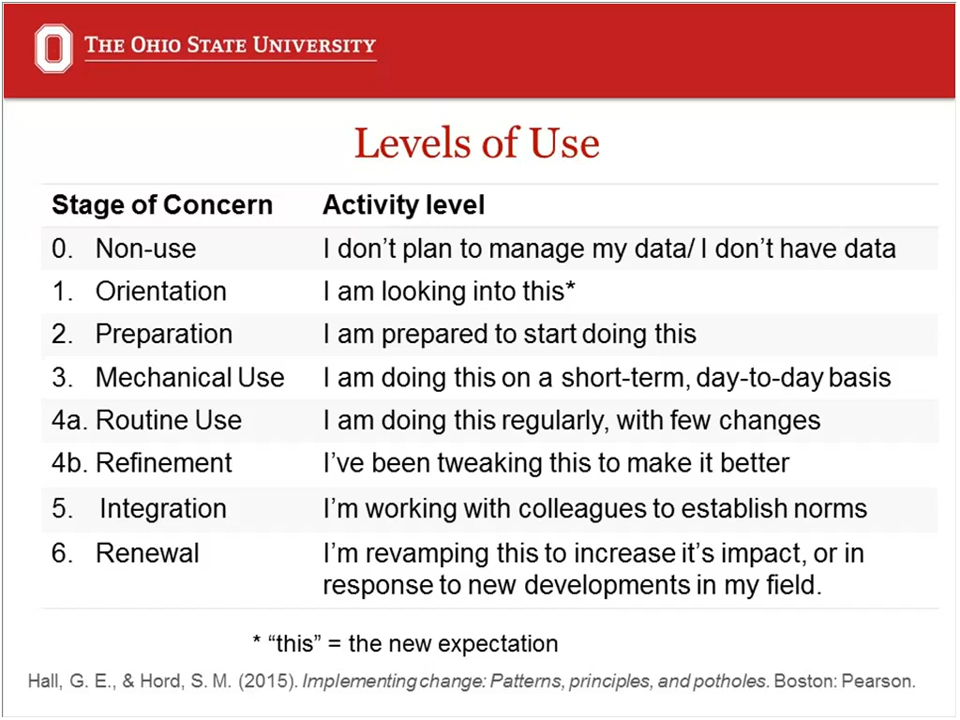 THE OHIO STATE UNIVERSITY
Levels of Use
Stage of Concern Activity level
0. Non-use I don’t plan to manage my data/ I don’t have data
1. Orientation I am looking into this*
2. Preparation I am prepared to start doing this
3. Mechanical Use I am doing this on a short-term, day-to-day basis
4a. Routine Use I am doing this regularly, with few changes
4b. Refinement I’ve been tweaking this to make it better
5. Integration I’m working with colleagues to establish norms
6. Renewal I’m revamping this to increase it’s impact, or in
response to new developments in my field.
* “this” = the new expectation
Hall, G. E., & Hord, S. M. (2015). Implementing change: Patterns, principles, and potholes. Boston: Pearson.